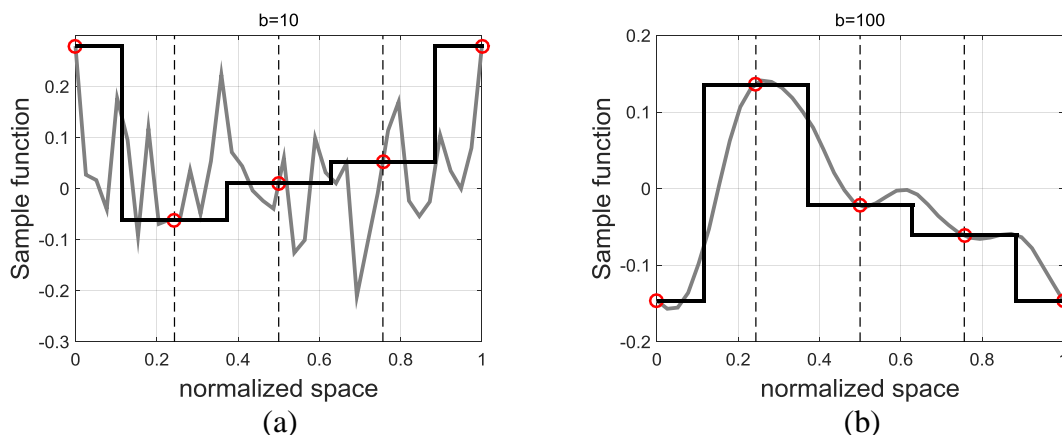 b=10
0.2
0.1
0
-0.1
-0.2
-0.3
Sample function
0 0.2 0.4 0.6 0.8 1
normalized space
(a)
b=100
0.2
0.1
0
-0.1
-0.2
Sample function
0 0.2 0.4 0.6 0.8 1
normalized space
(b)